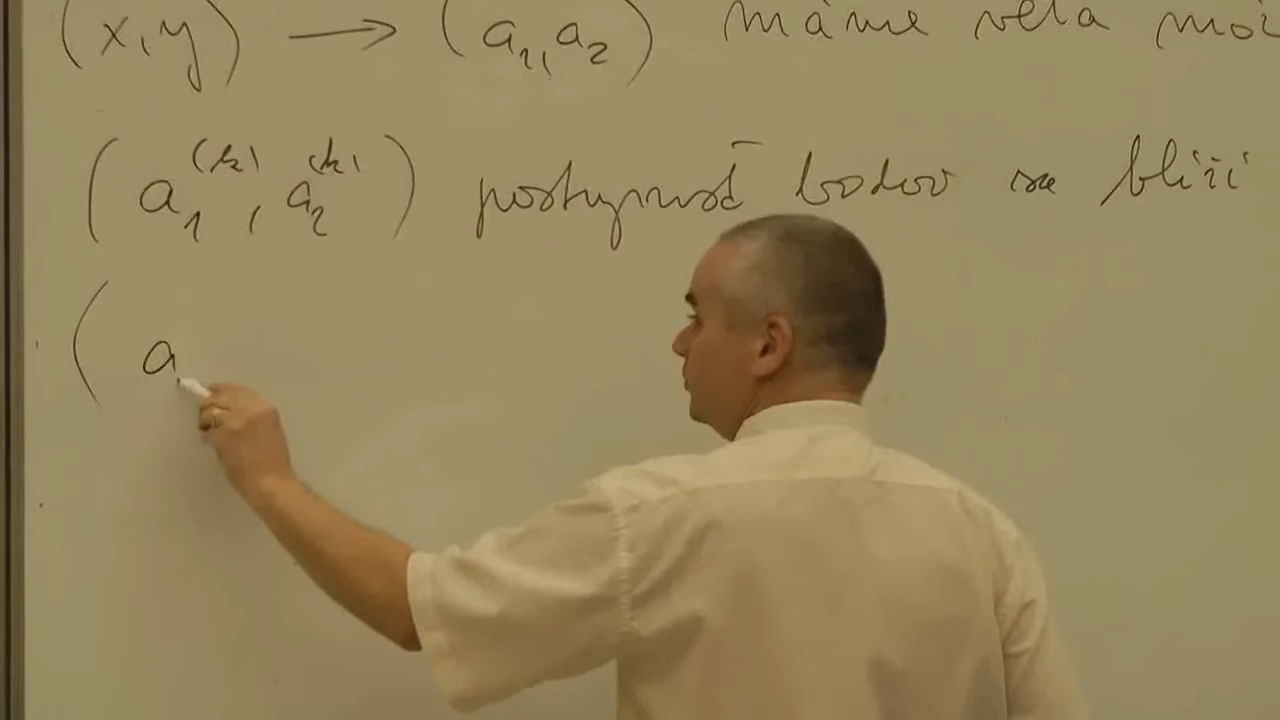 (x,y) → (a₁,a₂) máme veľa mož
(a₁⁽ᵏ⁾, a₂⁽ᵏ⁾) postupnosť bodov sa blíži
( a